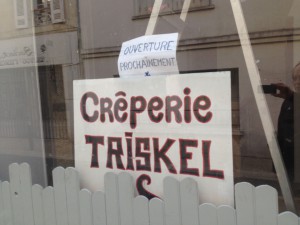 OUVERTURE
PROCHAINEMENT
Crêperie
TRISKEL